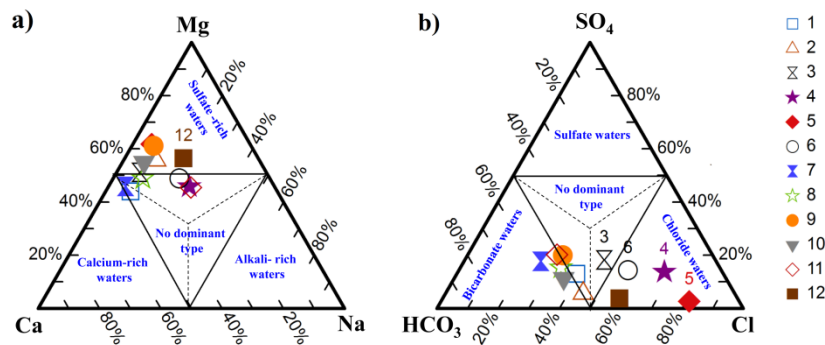 a)
Mg
80%
60%
40%
20%
20%
40%
60%
80%
Sulfate -rich
waters
12
No dominant
type
Calcium-rich
waters
Alkali- rich
waters
Ca
80%
60%
40%
20%
Na
b)
SO4
80%
60%
40%
20%
20%
40%
60%
80%
Sulfate waters
No dominant
type
Bicarbonate waters
Chloride waters
3
6
4
5
HCO3
20%
40%
60%
80%
Cl
1
2
3
4
5
6
7
8
9
10
11
12